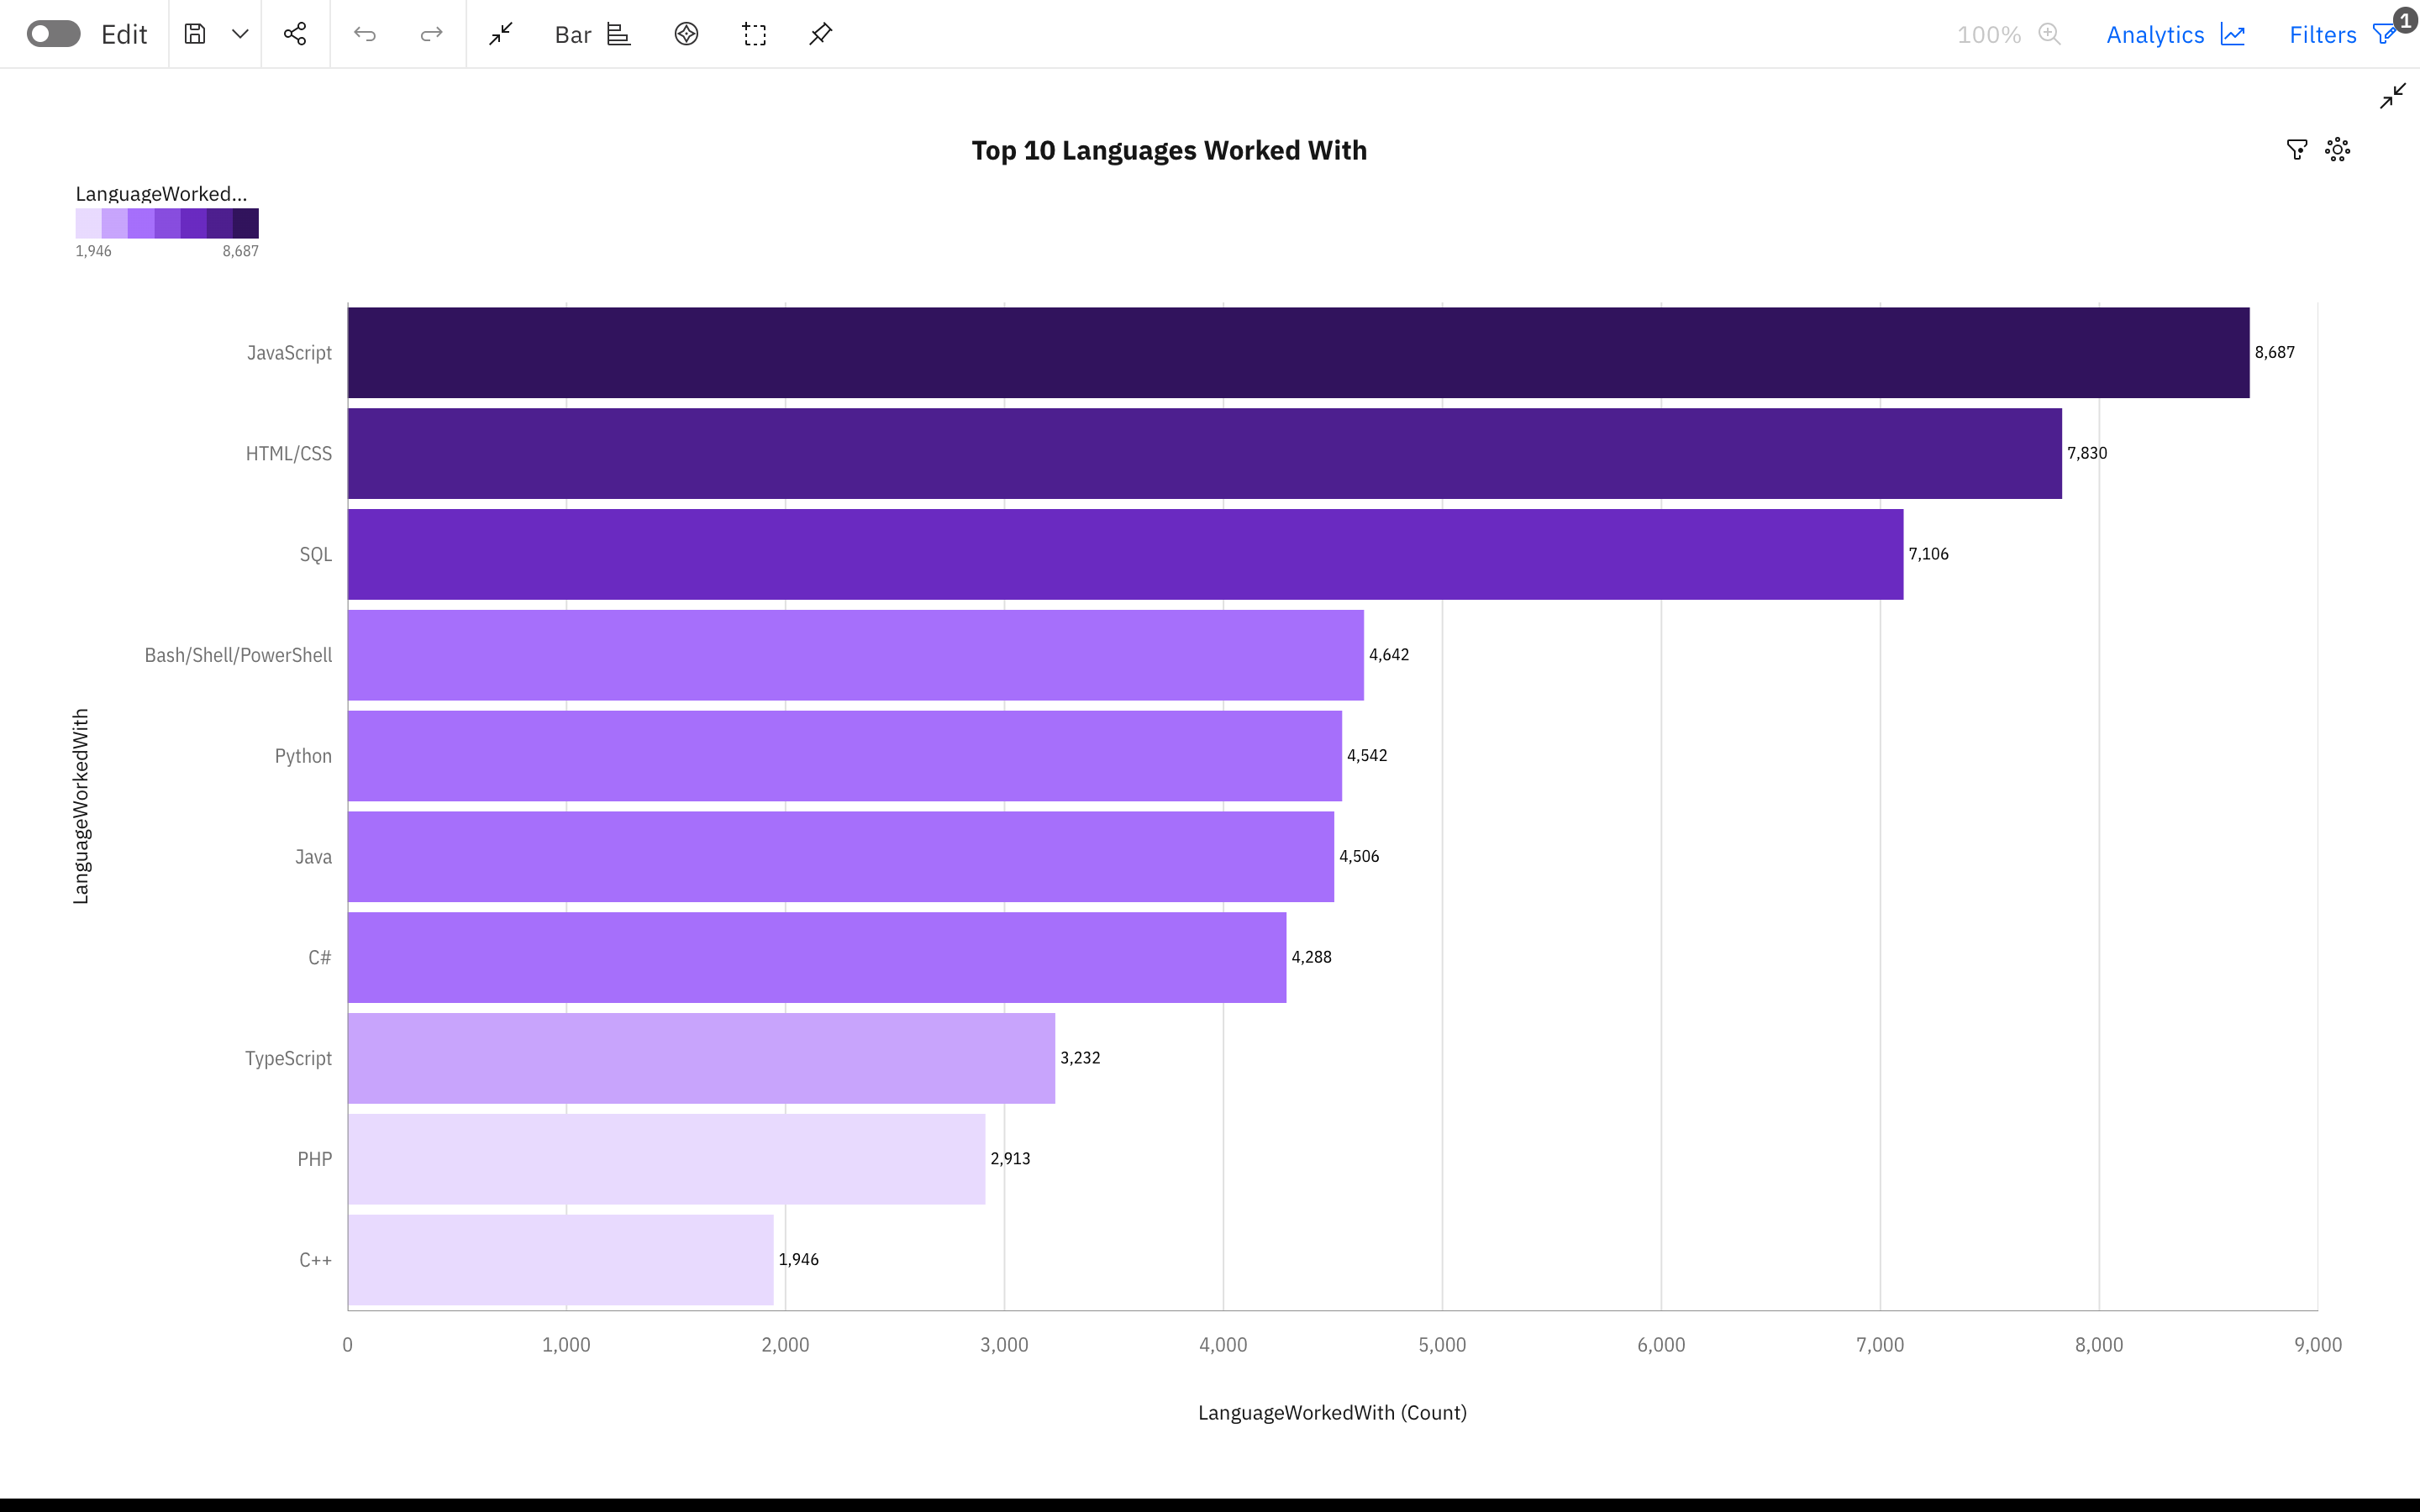 Edit
Bar
100%
Analytics
Filters
1
Top 10 Languages Worked With
LanguageWorked...
1,946 8,687
JavaScript 8,687
HTML/CSS 7,830
SQL 7,106
Bash/Shell/PowerShell 4,642
Python 4,542
Java 4,506
C# 4,288
TypeScript 3,232
PHP 2,913
C++ 1,946
LanguageWorkedWith
0 1,000 2,000 3,000 4,000 5,000 6,000 7,000 8,000 9,000
LanguageWorkedWith (Count)